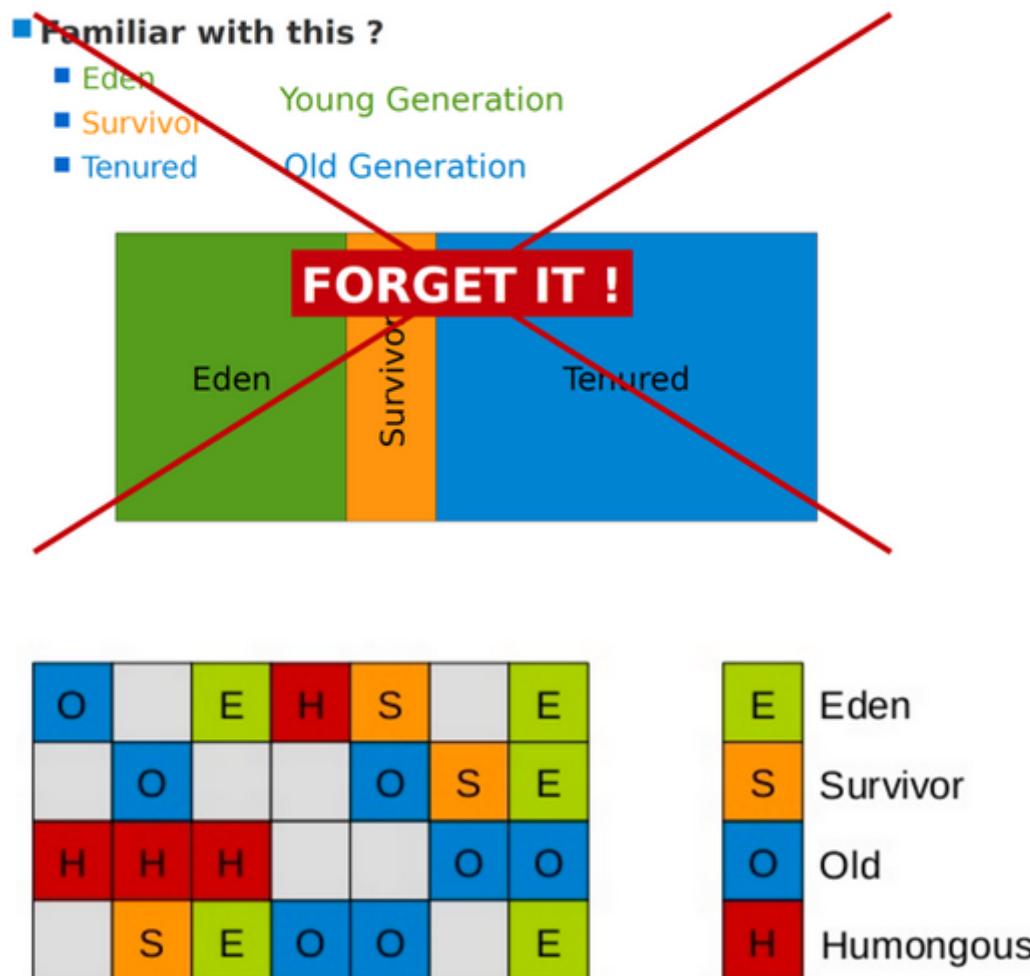 Familiar with this ?
Eden
Young Generation
Survivor
Tenured
Old Generation
FORGET IT !
Eden
Survivor
Tenured
O E H S E
O O S E
H H H O O
S E O O E
E Eden
S Survivor
O Old
H Humongous